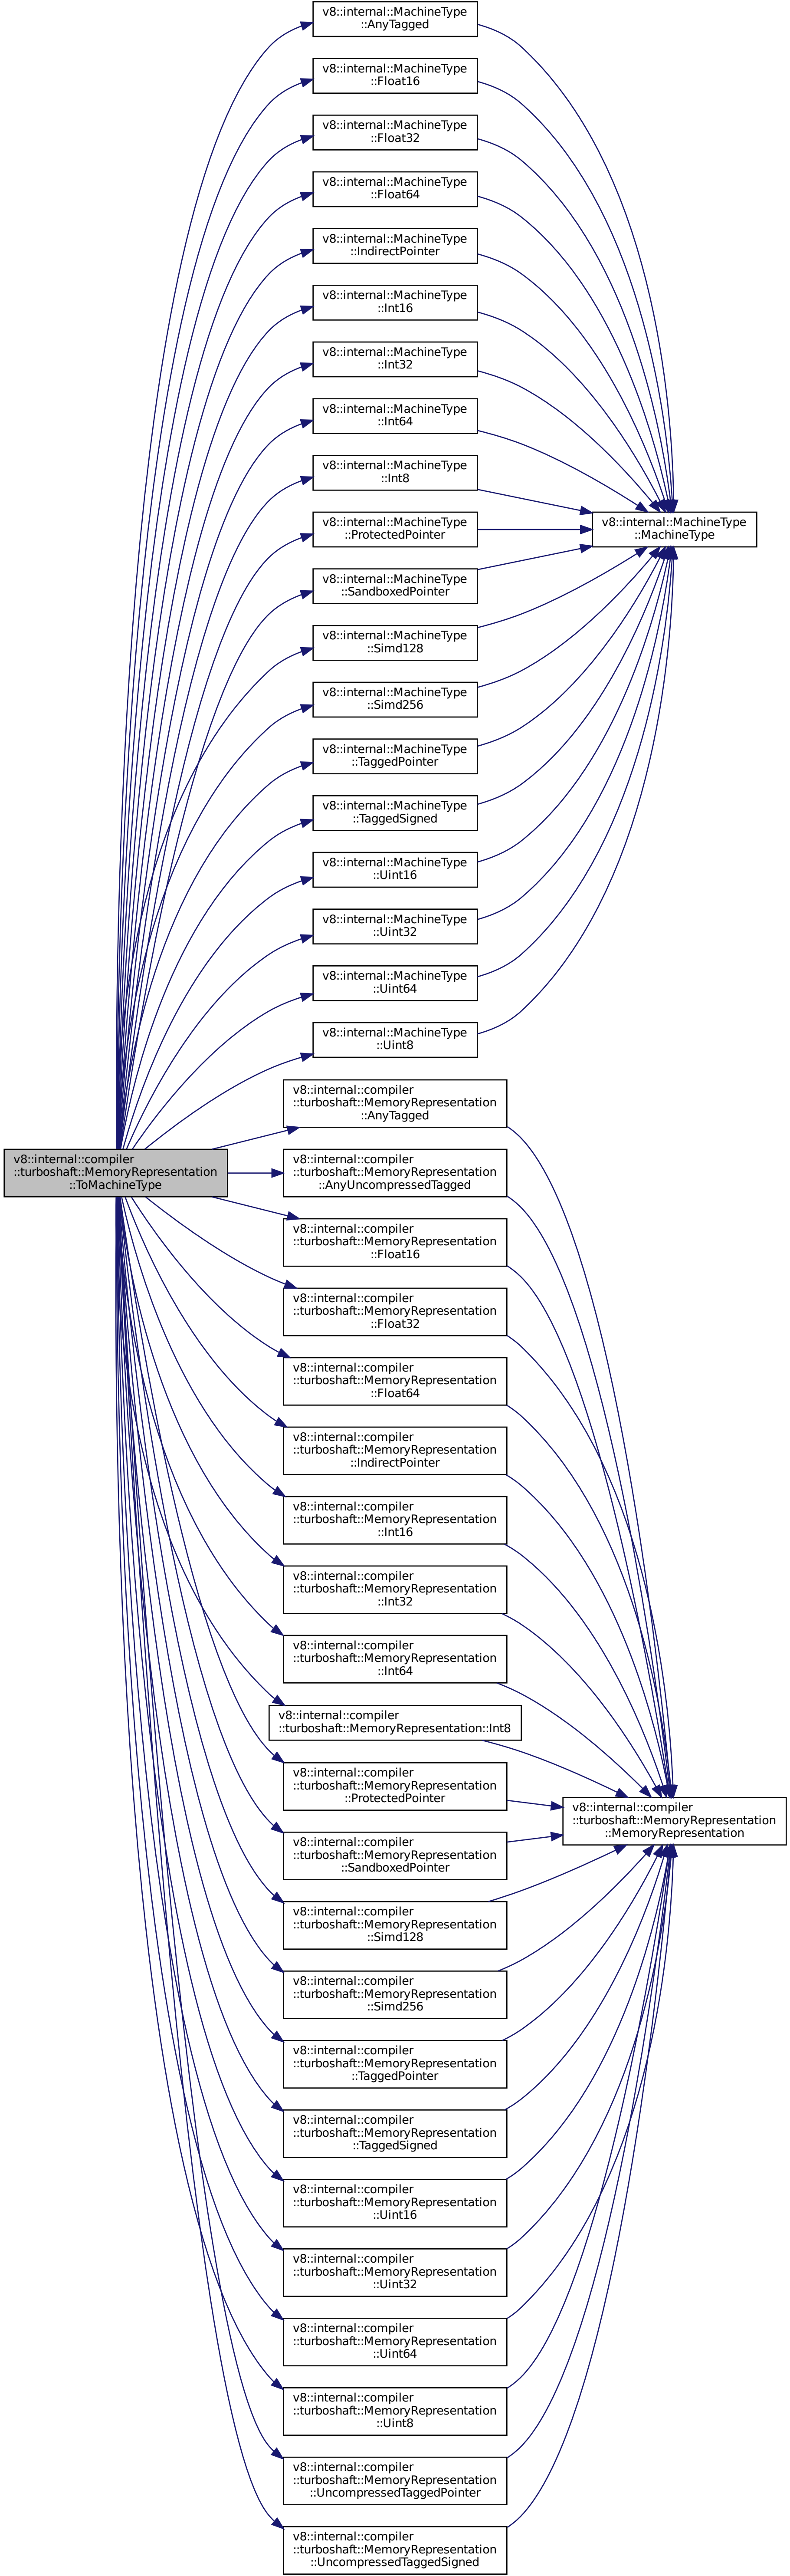 v8::internal::MachineType
::AnyTagged
v8::internal::MachineType
::Float16
v8::internal::MachineType
::Float32
v8::internal::MachineType
::Float64
v8::internal::MachineType
::IndirectPointer
v8::internal::MachineType
::Int16
v8::internal::MachineType
::Int32
v8::internal::MachineType
::Int64
v8::internal::MachineType
::Int8
v8::internal::MachineType
::MachineType
v8::internal::MachineType
::ProtectedPointer
v8::internal::MachineType
::SandboxedPointer
v8::internal::MachineType
::Simd128
v8::internal::MachineType
::Simd256
v8::internal::MachineType
::TaggedPointer
v8::internal::MachineType
::TaggedSigned
v8::internal::MachineType
::Uint16
v8::internal::MachineType
::Uint32
v8::internal::MachineType
::Uint64
v8::internal::MachineType
::Uint8
v8::internal::compiler
::turboshaft::MemoryRepresentation
::AnyTagged
v8::internal::compiler
::turboshaft::MemoryRepresentation
::ToMachineType
v8::internal::compiler
::turboshaft::MemoryRepresentation
::AnyUncompressedTagged
v8::internal::compiler
::turboshaft::MemoryRepresentation
::Float16
v8::internal::compiler
::turboshaft::MemoryRepresentation
::Float32
v8::internal::compiler
::turboshaft::MemoryRepresentation
::Float64
v8::internal::compiler
::turboshaft::MemoryRepresentation
::IndirectPointer
v8::internal::compiler
::turboshaft::MemoryRepresentation
::Int16
v8::internal::compiler
::turboshaft::MemoryRepresentation
::Int32
v8::internal::compiler
::turboshaft::MemoryRepresentation
::Int64
v8::internal::compiler
::turboshaft::MemoryRepresentation::Int8
v8::internal::compiler
::turboshaft::MemoryRepresentation
::ProtectedPointer
v8::internal::compiler
::turboshaft::MemoryRepresentation
::MemoryRepresentation
v8::internal::compiler
::turboshaft::MemoryRepresentation
::SandboxedPointer
v8::internal::compiler
::turboshaft::MemoryRepresentation
::Simd128
v8::internal::compiler
::turboshaft::MemoryRepresentation
::Simd256
v8::internal::compiler
::turboshaft::MemoryRepresentation
::TaggedPointer
v8::internal::compiler
::turboshaft::MemoryRepresentation
::TaggedSigned
v8::internal::compiler
::turboshaft::MemoryRepresentation
::Uint16
v8::internal::compiler
::turboshaft::MemoryRepresentation
::Uint32
v8::internal::compiler
::turboshaft::MemoryRepresentation
::Uint64
v8::internal::compiler
::turboshaft::MemoryRepresentation
::Uint8
v8::internal::compiler
::turboshaft::MemoryRepresentation
::UncompressedTaggedPointer
v8::internal::compiler
::turboshaft::MemoryRepresentation
::UncompressedTaggedSigned